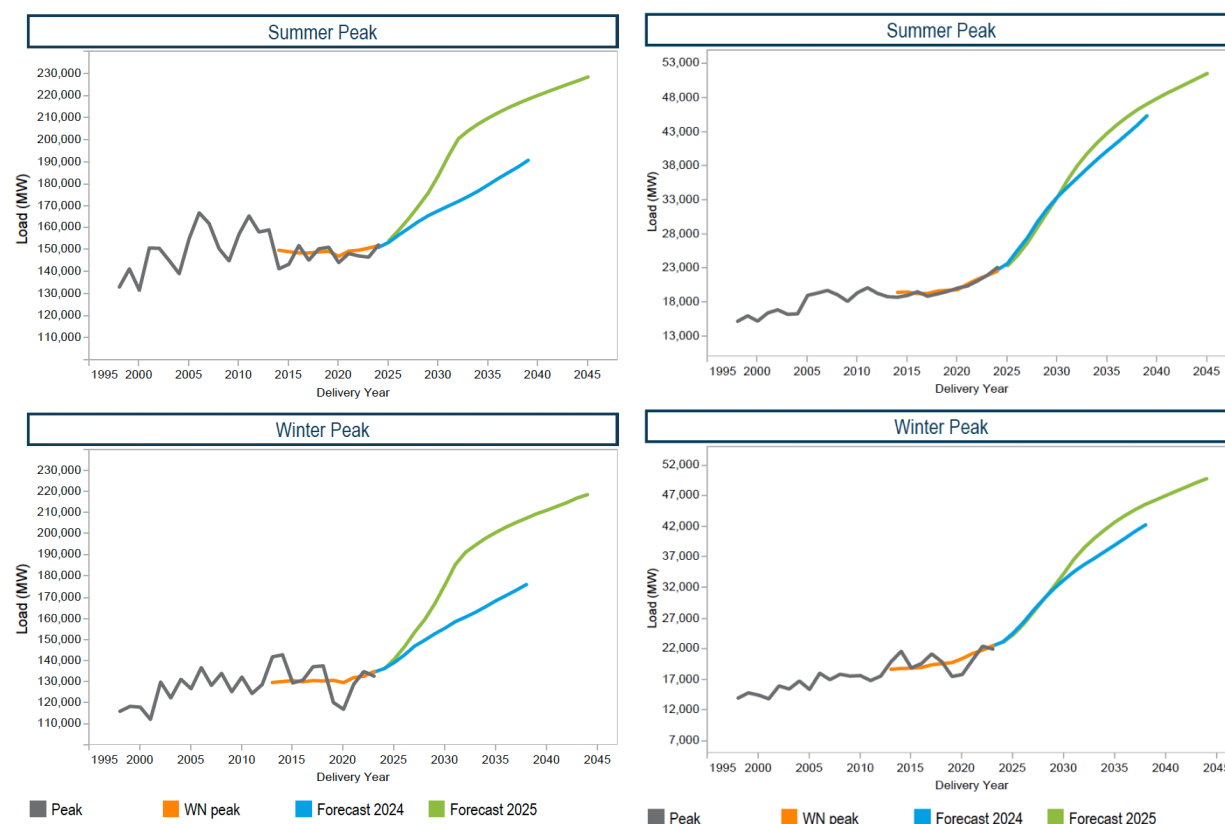 Summer Peak
230,000
220,000
210,000
200,000
190,000
180,000
170,000
160,000
150,000
140,000
130,000
120,000
110,000
Load (MW)
1995 2000 2005 2010 2015 2020 2025 2030 2035 2040 2045
Delivery Year
Summer Peak
53,000
48,000
43,000
38,000
33,000
28,000
23,000
18,000
13,000
Load (MW)
1995 2000 2005 2010 2015 2020 2025 2030 2035 2040 2045
Delivery Year
Winter Peak
230,000
220,000
210,000
200,000
190,000
180,000
170,000
160,000
150,000
140,000
130,000
120,000
110,000
Load (MW)
1995 2000 2005 2010 2015 2020 2025 2030 2035 2040 2045
Delivery Year
Peak WN peak Forecast 2024 Forecast 2025
Winter Peak
52,000
47,000
42,000
37,000
32,000
27,000
22,000
17,000
12,000
7,000
Load (MW)
1995 2000 2005 2010 2015 2020 2025 2030 2035 2040 2045
Delivery Year
Peak WN peak Forecast 2024 Forecast 2025